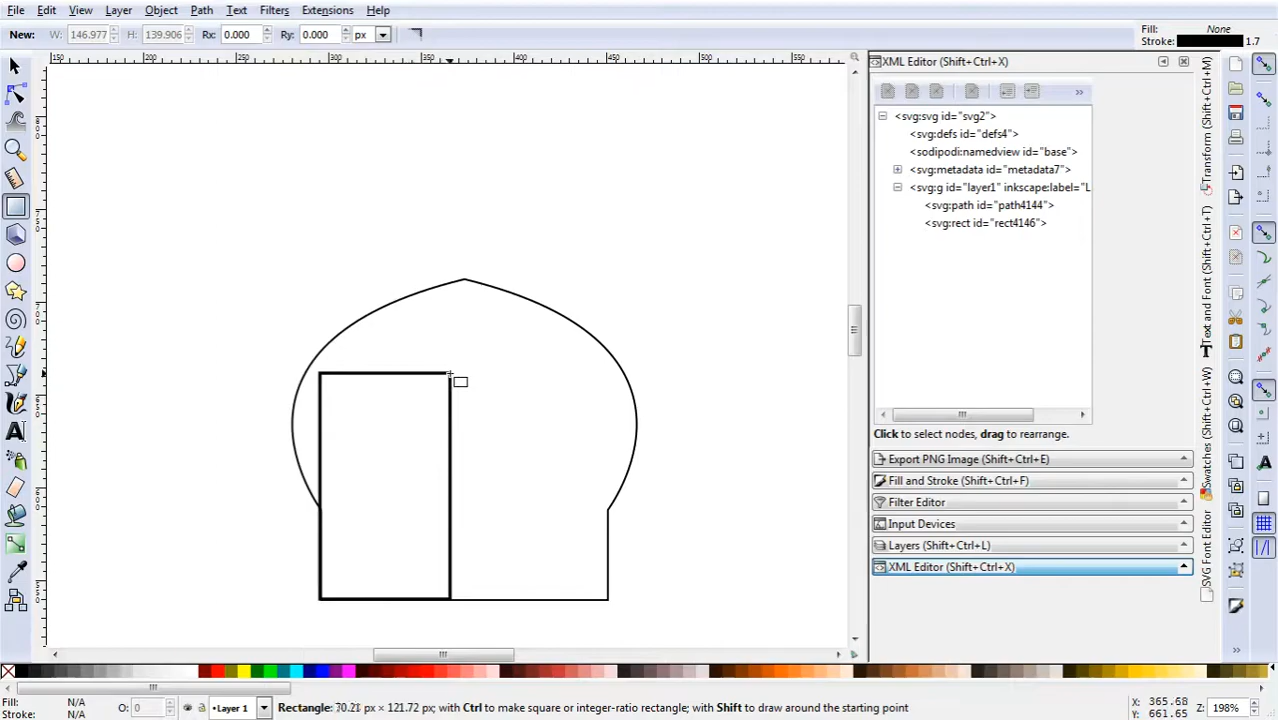 File Edit View Layer Object Path Text Filters Extensions Help
New: W: 146.977 H: 139.906 Rx: 0.000 Ry: 0.000 px
Fill: None
Stroke: 1.7
XML Editor (Shift+Ctrl+X)
<svg:svg id="svg2">
<svg:defs id="defs4">
<sodipodi:namedview id="base">
<svg:metadata id="metadata7">
<svg:g id="layer1" inkscape:label="L
<svg:path id="path4144">
<svg:rect id="rect4146">
Click to select nodes, drag to rearrange.
Export PNG Image (Shift+Ctrl+E)
Fill and Stroke (Shift+Ctrl+F)
Filter Editor
Input Devices
Layers (Shift+Ctrl+L)
XML Editor (Shift+Ctrl+X)
Transform (Shift+Ctrl+M)
Text and Font (Shift+Ctrl+T)
Swatches (Shift+Ctrl+W)
SVG Font Editor
Fill: N/A
Stroke: N/A
O: 0
Layer 1
Rectangle: 70.21 px × 121.72 px; with Ctrl to make square or integer-ratio rectangle; with Shift to draw around the starting point
X: 365.68
Y: 661.65
Z: 198%